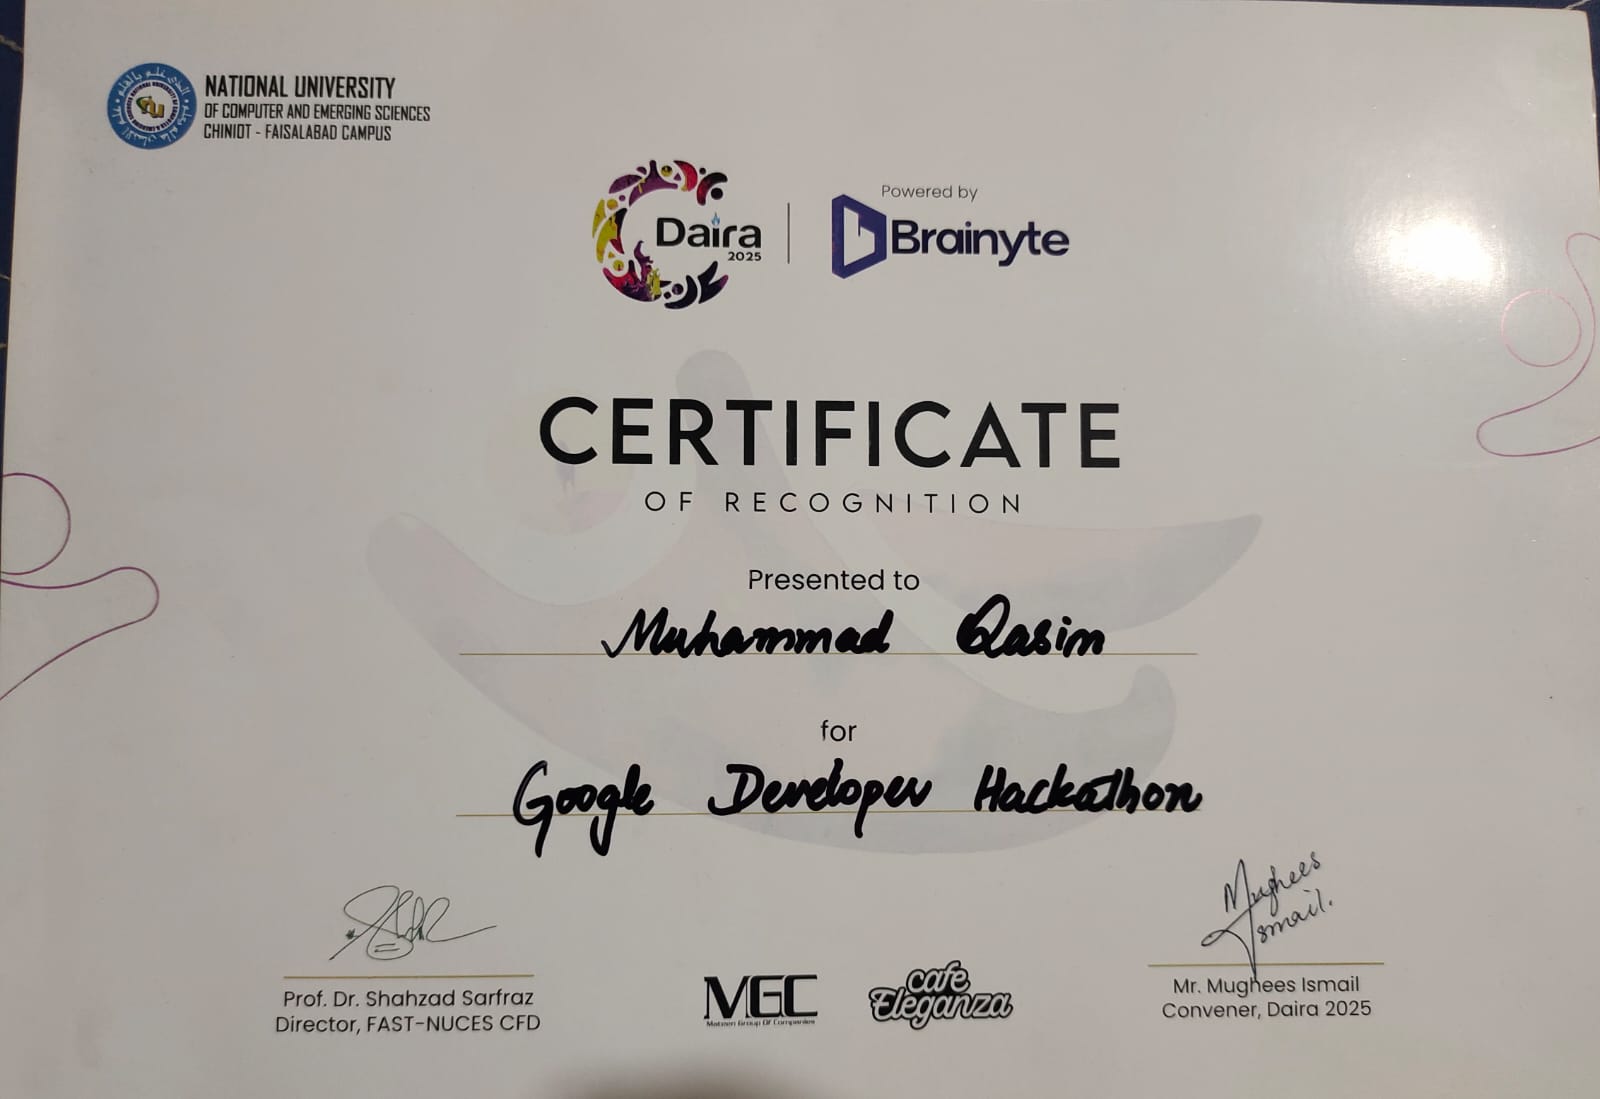 NATIONAL UNIVERSITY
OF COMPUTER AND EMERGING SCIENCES
CHINIOT - FAISALABAD CAMPUS
Daira
2025
Powered by
Brainyte
CERTIFICATE
OF RECOGNITION
Presented to
Muhammad Qasim
for
Google Developer Hackathon
Mughees
Ismail.
Prof. Dr. Shahzad Sarfraz
Director, FAST-NUCES CFD
MGC
Mateen Group Of Companies
cafe
Eleganza
Mr. Mughees Ismail
Convener, Daira 2025